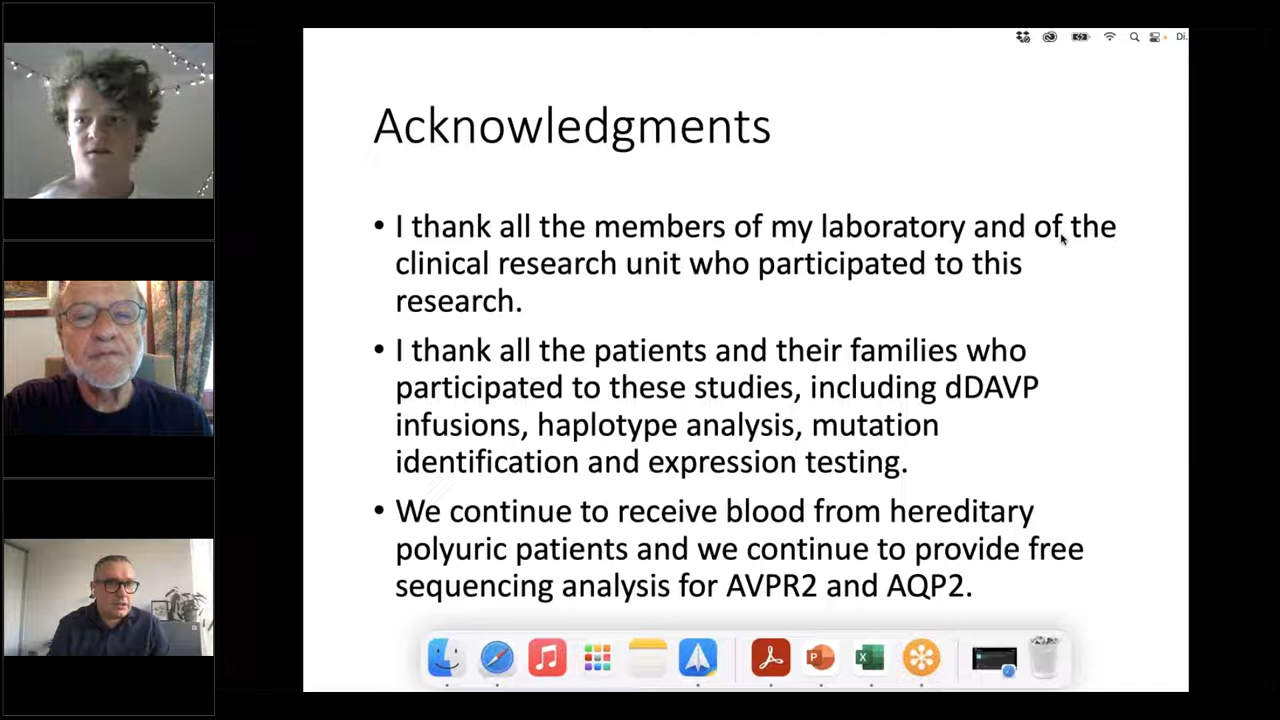 Di.
Acknowledgments
• I thank all the members of my laboratory and of the
clinical research unit who participated to this
research.
• I thank all the patients and their families who
participated to these studies, including dDAVP
infusions, haplotype analysis, mutation
identification and expression testing.
• We continue to receive blood from hereditary
polyuric patients and we continue to provide free
sequencing analysis for AVPR2 and AQP2.